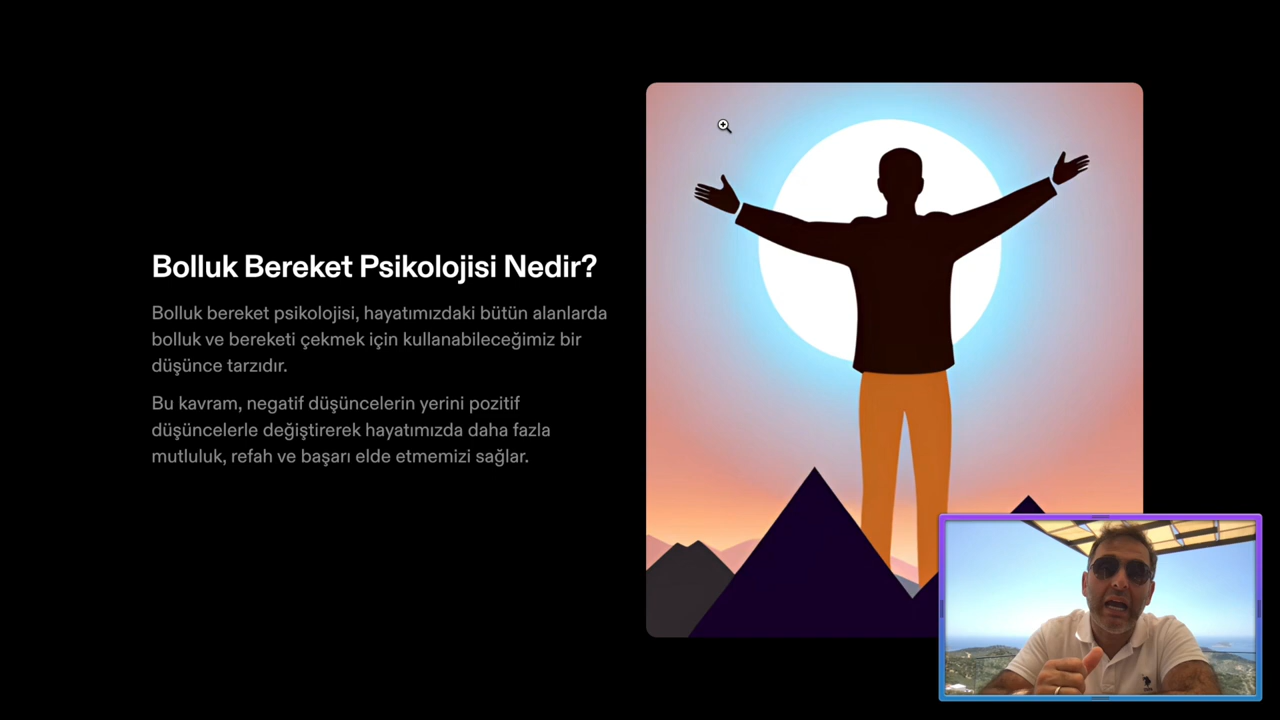 Bolluk Bereket Psikolojisi Nedir?
Bolluk bereket psikolojisi, hayatımızdaki bütün alanlarda
bolluk ve bereketi çekmek için kullanabileceğimiz bir
düşünce tarzıdır.
Bu kavram, negatif düşüncelerin yerini pozitif
düşüncelerle değiştirerek hayatımızda daha fazla
mutluluk, refah ve başarı elde etmemizi sağlar.